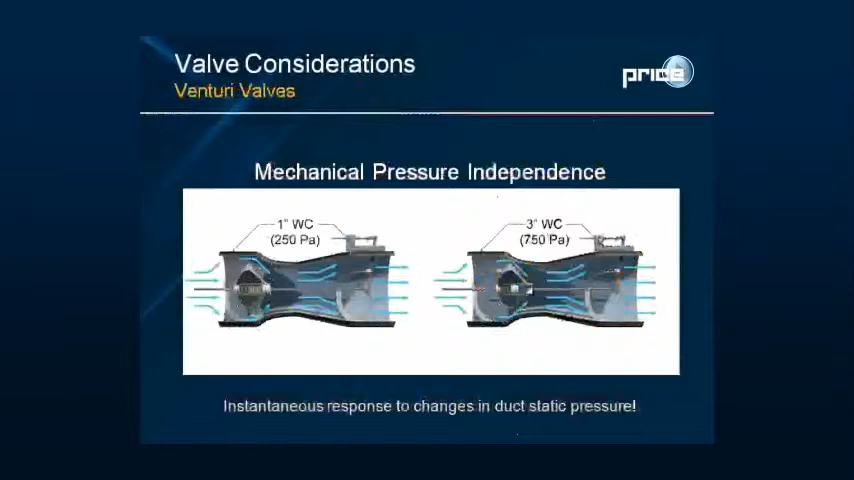 Valve Considerations
Venturi Valves
price
Mechanical Pressure Independence
1" WC
(250 Pa)
3" WC
(750 Pa)
Instantaneous response to changes in duct static pressure!